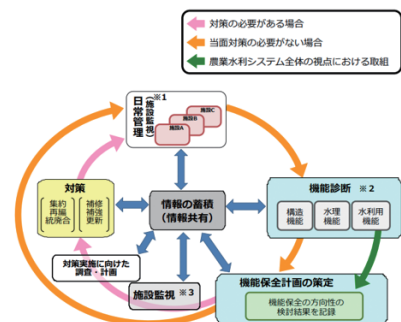 対策の必要がある場合
当面対策の必要がない場合
農業水利システム全体の視点における取組
日常管理
(施設監視)
※1
施設C
施設B
施設A
対策
集約
再編
統廃合
補修
補強
更新
情報の蓄積
(情報共有)
機能診断 ※2
構造
機能
水理
機能
水利用
機能
対策実施に向けた
調査・計画
施設監視 ※3
機能保全計画の策定
機能保全の方向性の
検討結果を記録